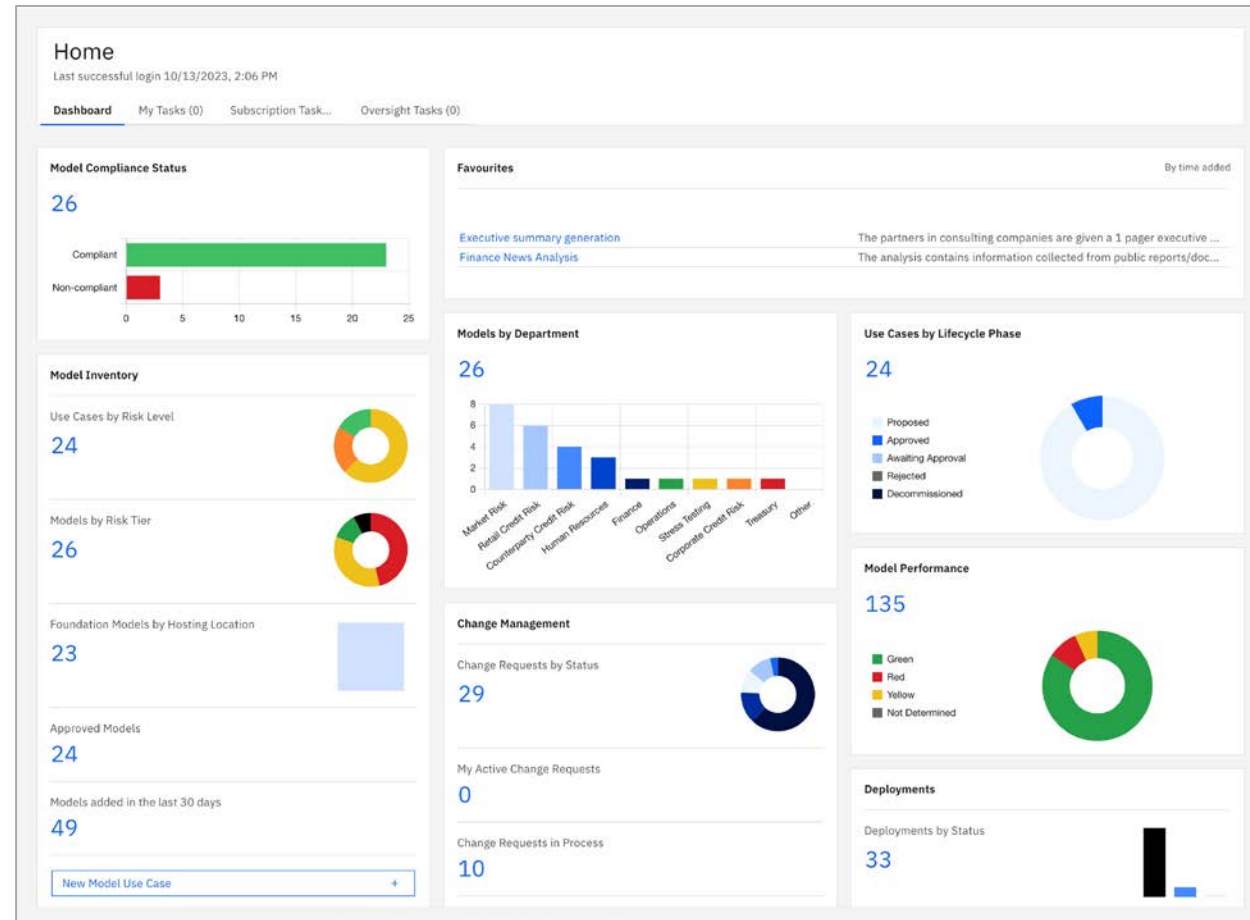 Home
Last successful login 10/13/2023, 2:06 PM
Dashboard
My Tasks (0)
Subscription Task...
Oversight Tasks (0)
Model Compliance Status
26
Compliant
Non-compliant
0 5 10 15 20 25
Favourites
By time added
Executive summary generation
The partners in consulting companies are given a 1 pager executive ...
Finance News Analysis
The analysis contains information collected from public reports/doc...
Model Inventory
Use Cases by Risk Level
24
Models by Risk Tier
26
Foundation Models by Hosting Location
23
Approved Models
24
Models added in the last 30 days
49
New Model Use Case +
Models by Department
26
8
6
4
2
0
Market Risk
Retail Credit Risk
Counterparty Credit Risk
Human Resources
Finance
Operations
Stress Testing
Corporate Credit Risk
Treasury
Other
Change Management
Change Requests by Status
29
My Active Change Requests
0
Change Requests in Process
10
Use Cases by Lifecycle Phase
24
Proposed
Approved
Awaiting Approval
Rejected
Decommissioned
Model Performance
135
Green
Red
Yellow
Not Determined
Deployments
Deployments by Status
33